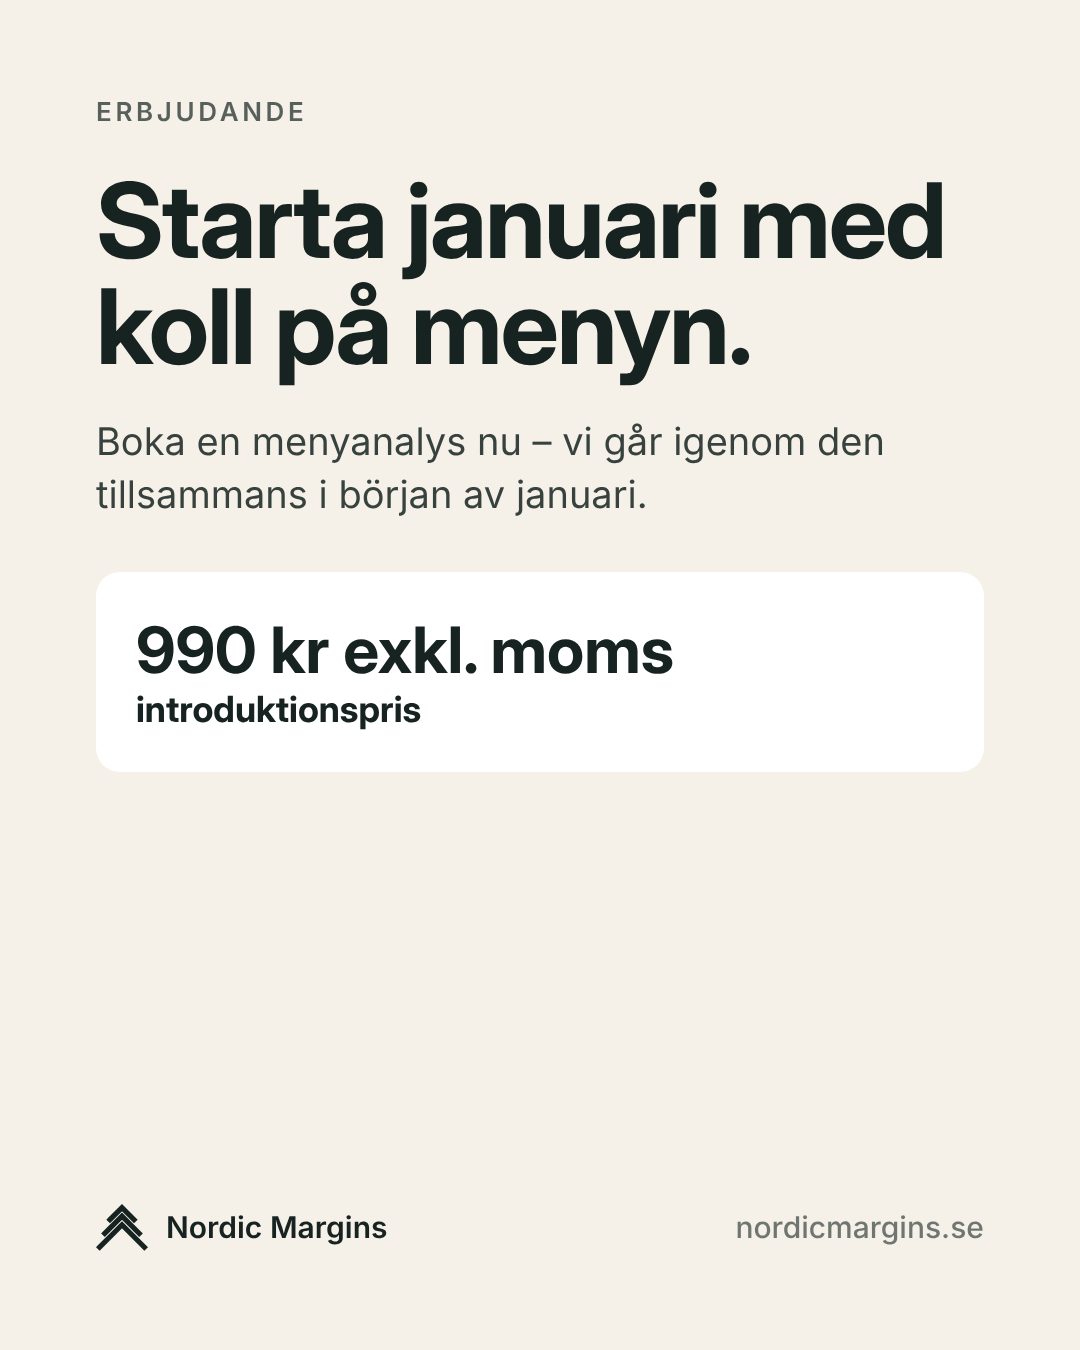 ERBJUDANDE
Starta januari med
koll på menyn.
Boka en menyanalys nu – vi går igenom den
tillsammans i början av januari.
990 kr exkl. moms
introduktionspris
Nordic Margins
nordicmargins.se